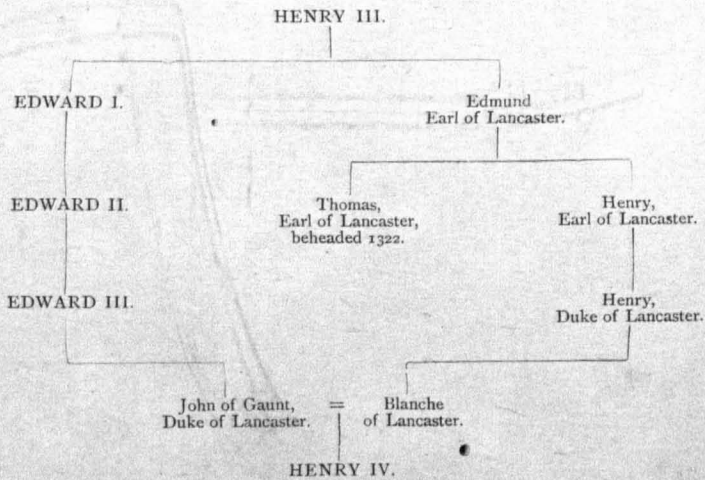 HENRY III.
EDWARD I.
Edmund
Earl of Lancaster.
EDWARD II.
Thomas,
Earl of Lancaster,
beheaded 1322.
Henry,
Earl of Lancaster.
EDWARD III.
Henry,
Duke of Lancaster.
John of Gaunt,
Duke of Lancaster.
=
Blanche
of Lancaster.
HENRY IV.